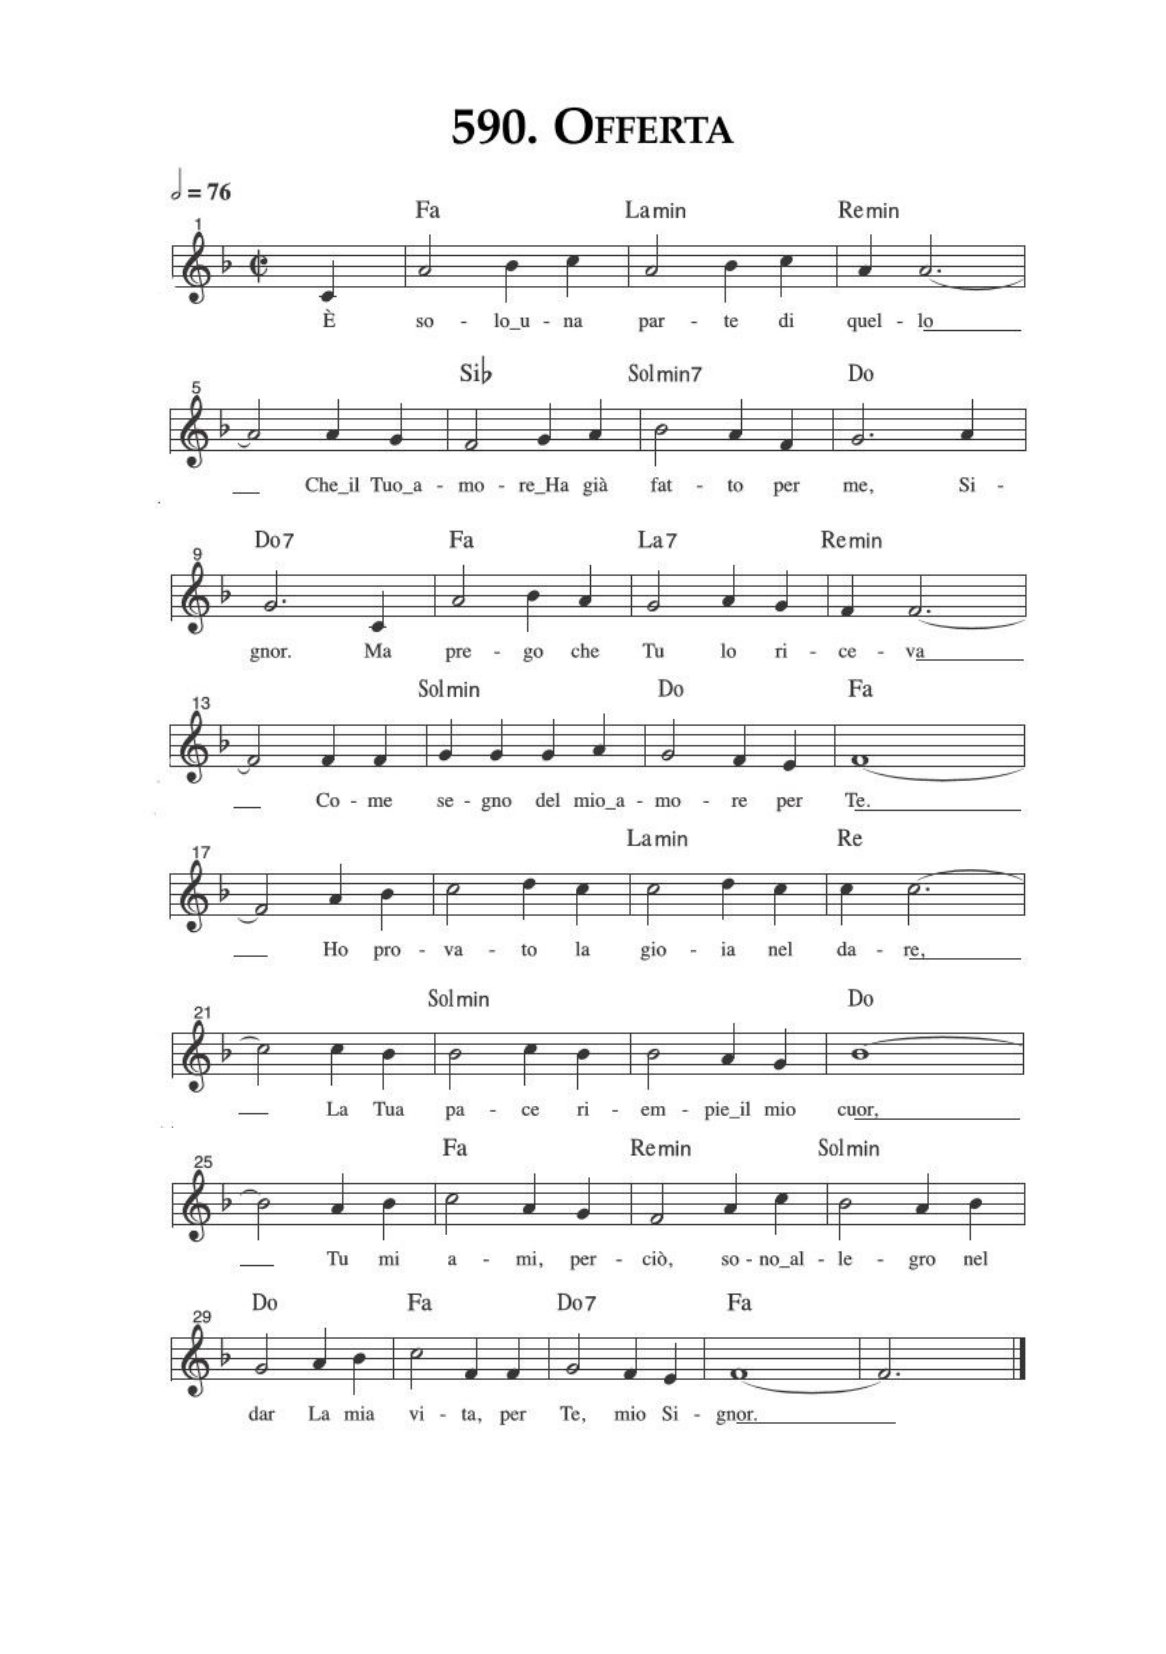 590. OFFERTA
= 76
Fa Lamin Remin
1
È so - lo_u - na par - te di quel - lo
Si♭ Solmin7 Do
5
Che_il Tuo_a - mo - re_Ha già fat - to per me, Si -
Do7 Fa La7 Remin
9
gnor. Ma pre - go che Tu lo ri - ce - va
Solmin Do Fa
13
Co - me se - gno del mio_a - mo - re per Te.
Lamin Re
17
Ho pro - va - to la gio - ia nel da - re,
Solmin Do
21
La Tua pa - ce ri - em - pie_il mio cuor,
Fa Remin Solmin
25
Tu mi a - mi, per - ciò, so - no_al - le - gro nel
Do Fa Do7 Fa
29
dar La mia vi - ta, per Te, mio Si - gnor.